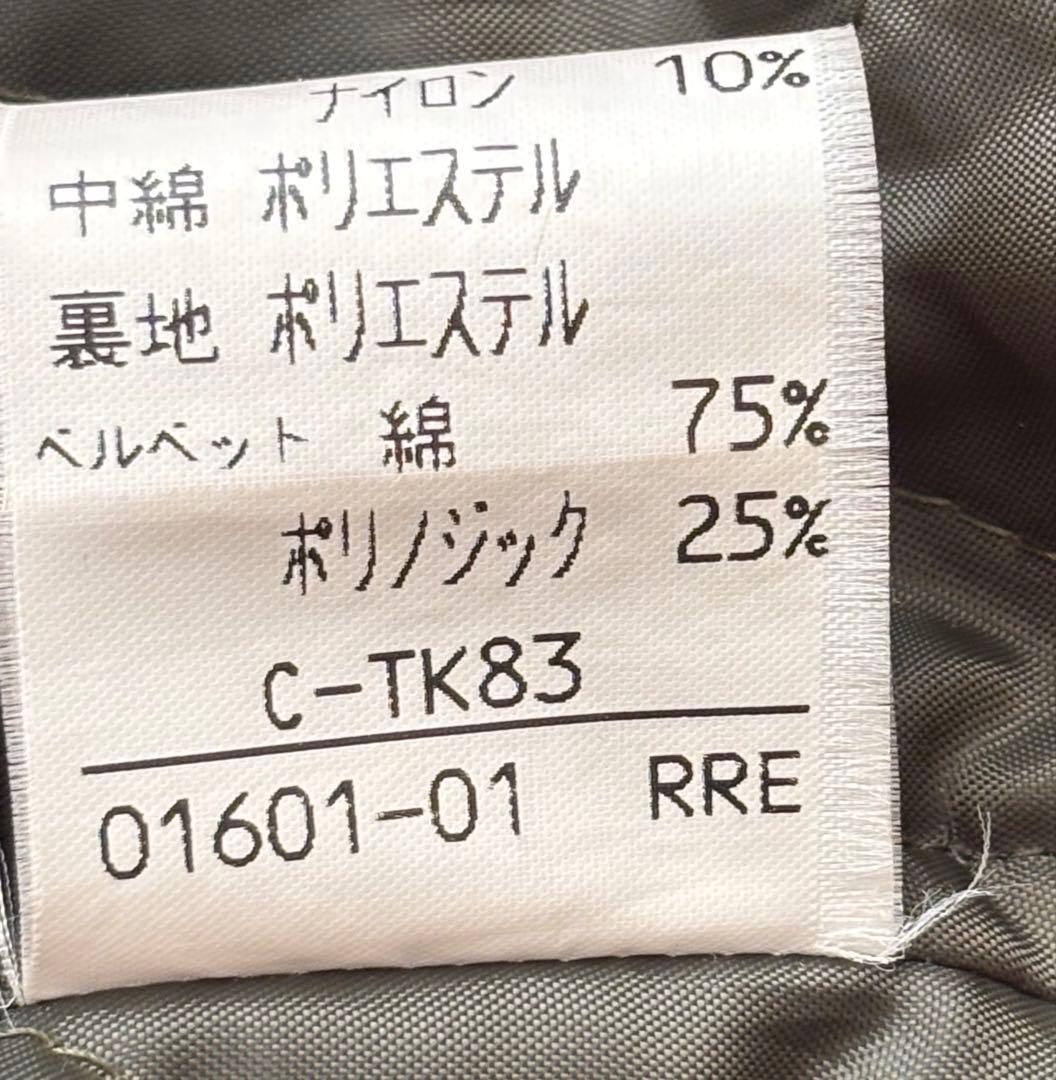 ナイロン 10%
中綿 ポリエステル
裏地 ポリエステル
ベルベット 綿 75%
ポリノジック 25%
C-TK83
01601-01 RRE